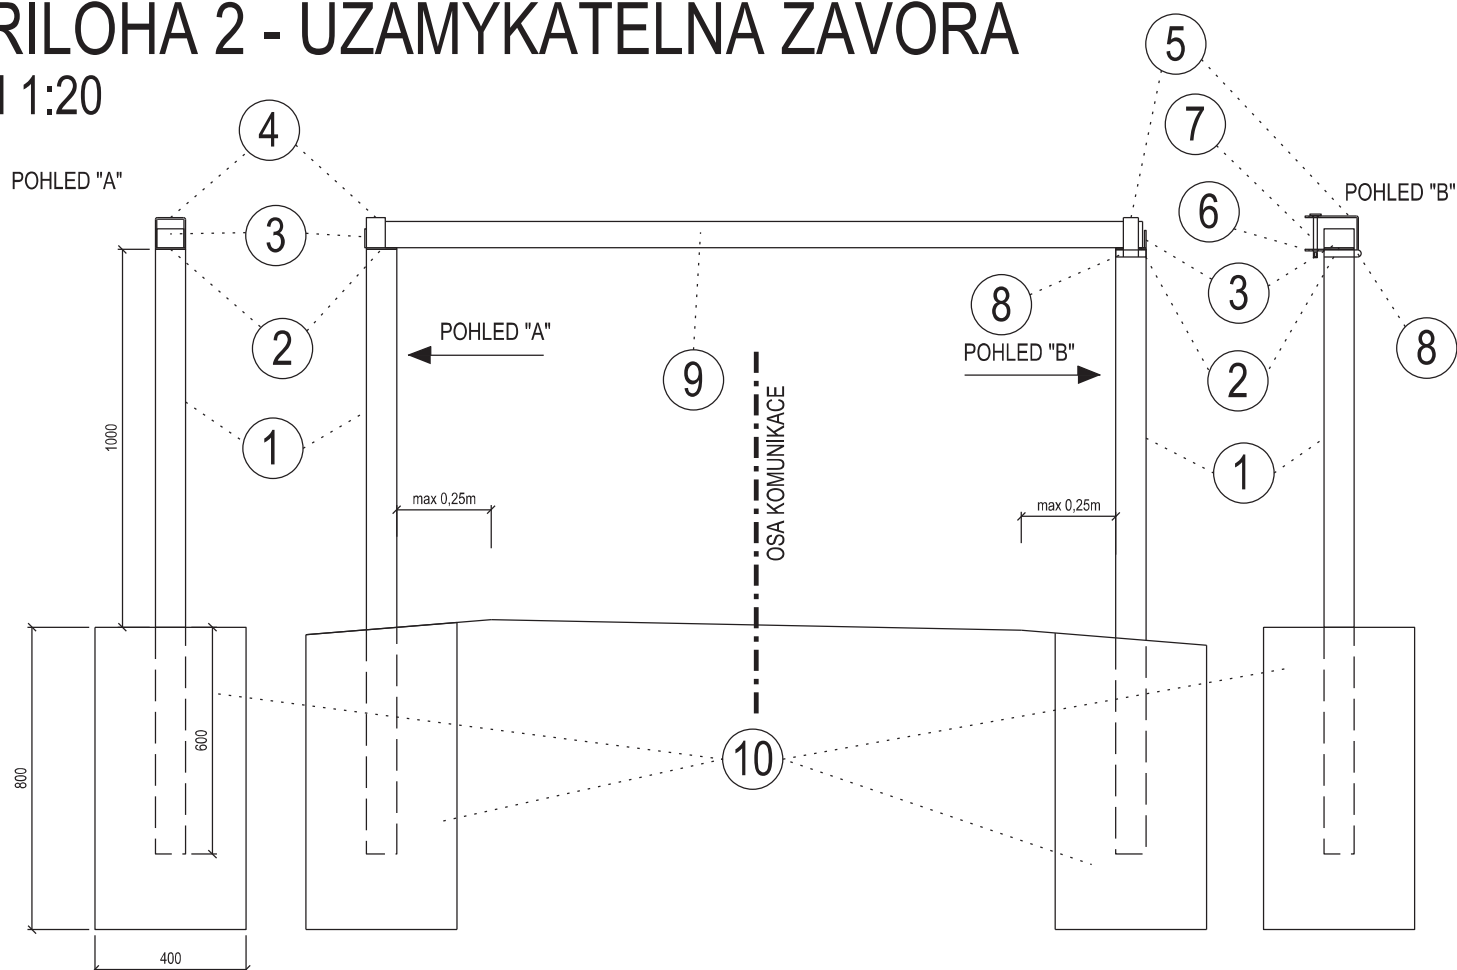 RILOHA 2 - UZAMYKATELNA ZAVORA
1:20
5
4
7
POHLED "A"
POHLED "B"
6
3
3
8
POHLED "A"
2
POHLED "B"
8
9
2
OSA KOMUNIKACE
1000
1
1
max 0,25m
max 0,25m
600
10
800
400